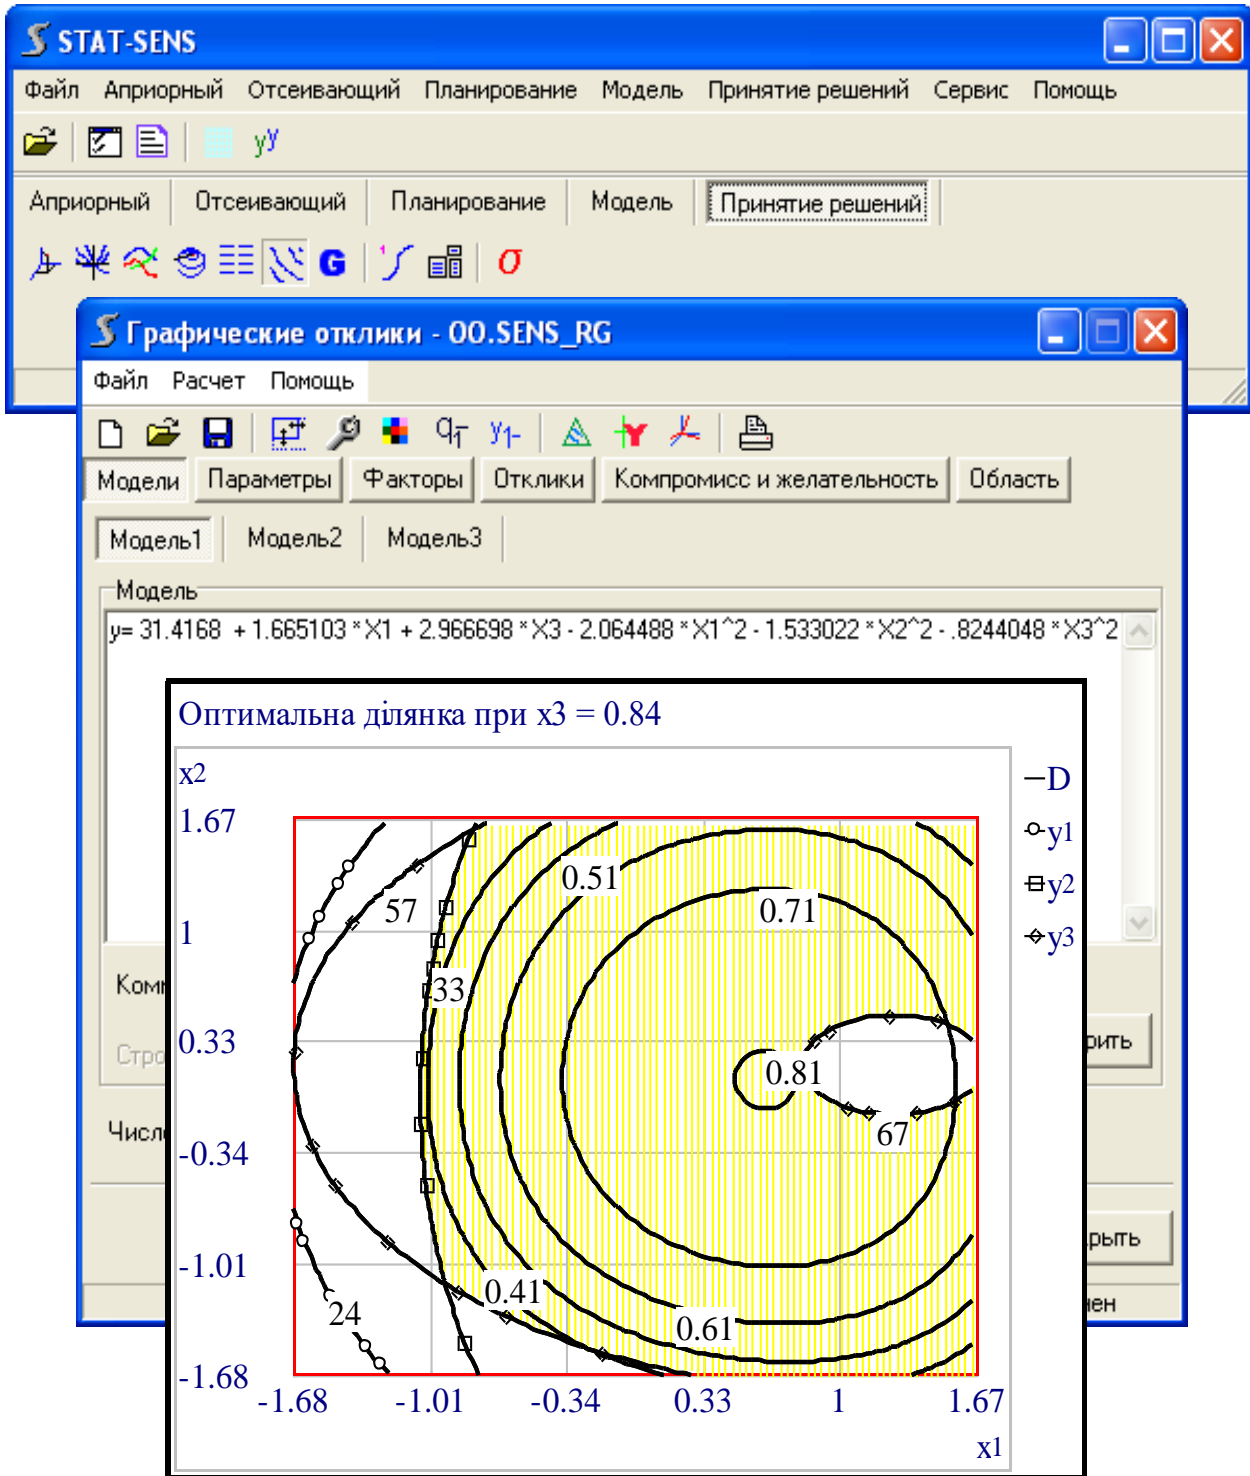 STAT-SENS
Файл Априорный Отсеивающий Планирование Модель Принятие решений Сервис Помощь
yy
Априорный Отсеивающий Планирование Модель Принятие решений
G 1 σ
Графические отклики - OO.SENS_RG
Файл Расчет Помощь
q1 y1
Модели Параметры Факторы Отклики Компромисс и желательность Область
Модель1 Модель2 Модель3
Модель
y= 31.4168 + 1.665103 * X1 + 2.966698 * X3 - 2.064488 * X1^2 - 1.533022 * X2^2 - .8244048 * X3^2
Оптимальна ділянка при x3 = 0.84
x2
D
1.67
y1
0.51
y2
57
0.71
1
y3
33
0.33
0.81
67
-0.34
-1.01
0.41
24
0.61
-1.68
-1.68 -1.01 -0.34 0.33 1 1.67
x1